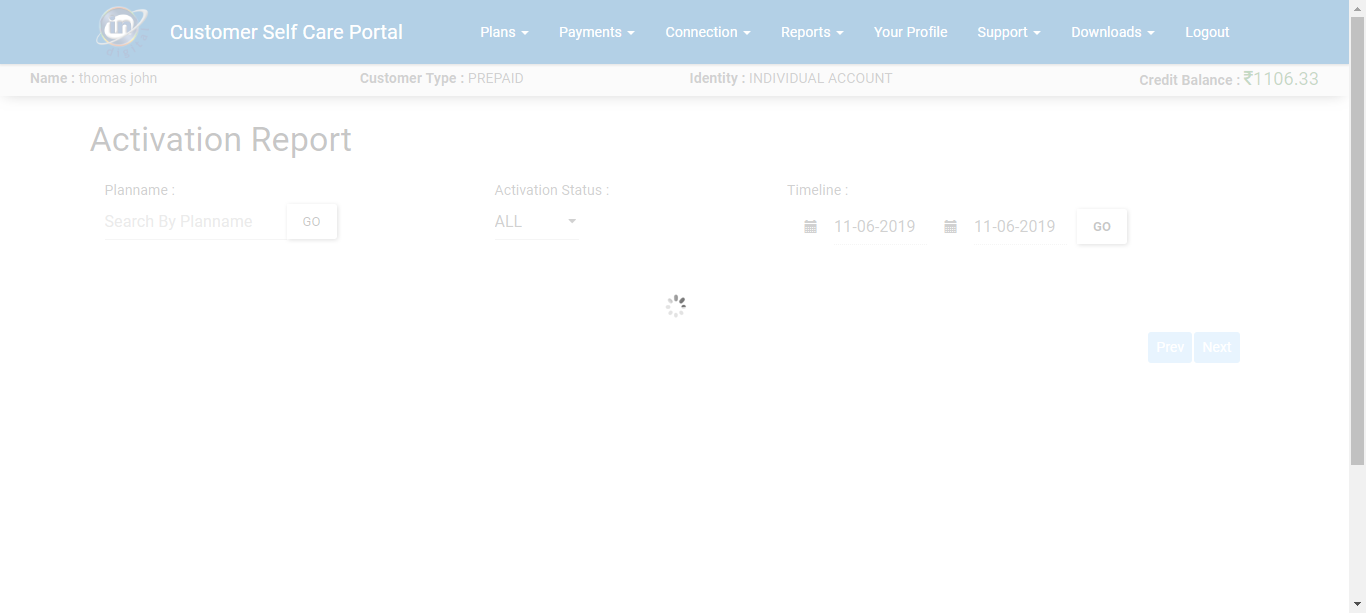 in Customer Self Care Portal Plans Payments Connection Reports Your Profile Support Downloads Logout
Name : thomas john Customer Type : PREPAID Identity : INDIVIDUAL ACCOUNT Credit Balance : ₹1106.33
Activation Report
Planname : Activation Status : Timeline :
Search By Planname GO ALL 11-06-2019 11-06-2019 GO
Prev Next